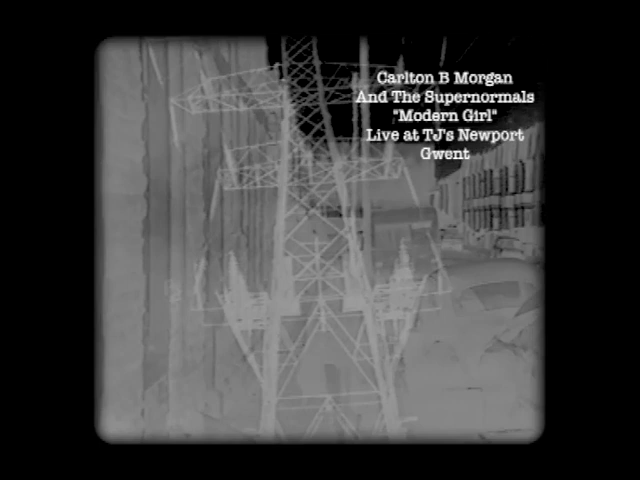 Carlton B Morgan
And The Supernormals
"Modern Girl"
Live at TJ's Newport
Gwent